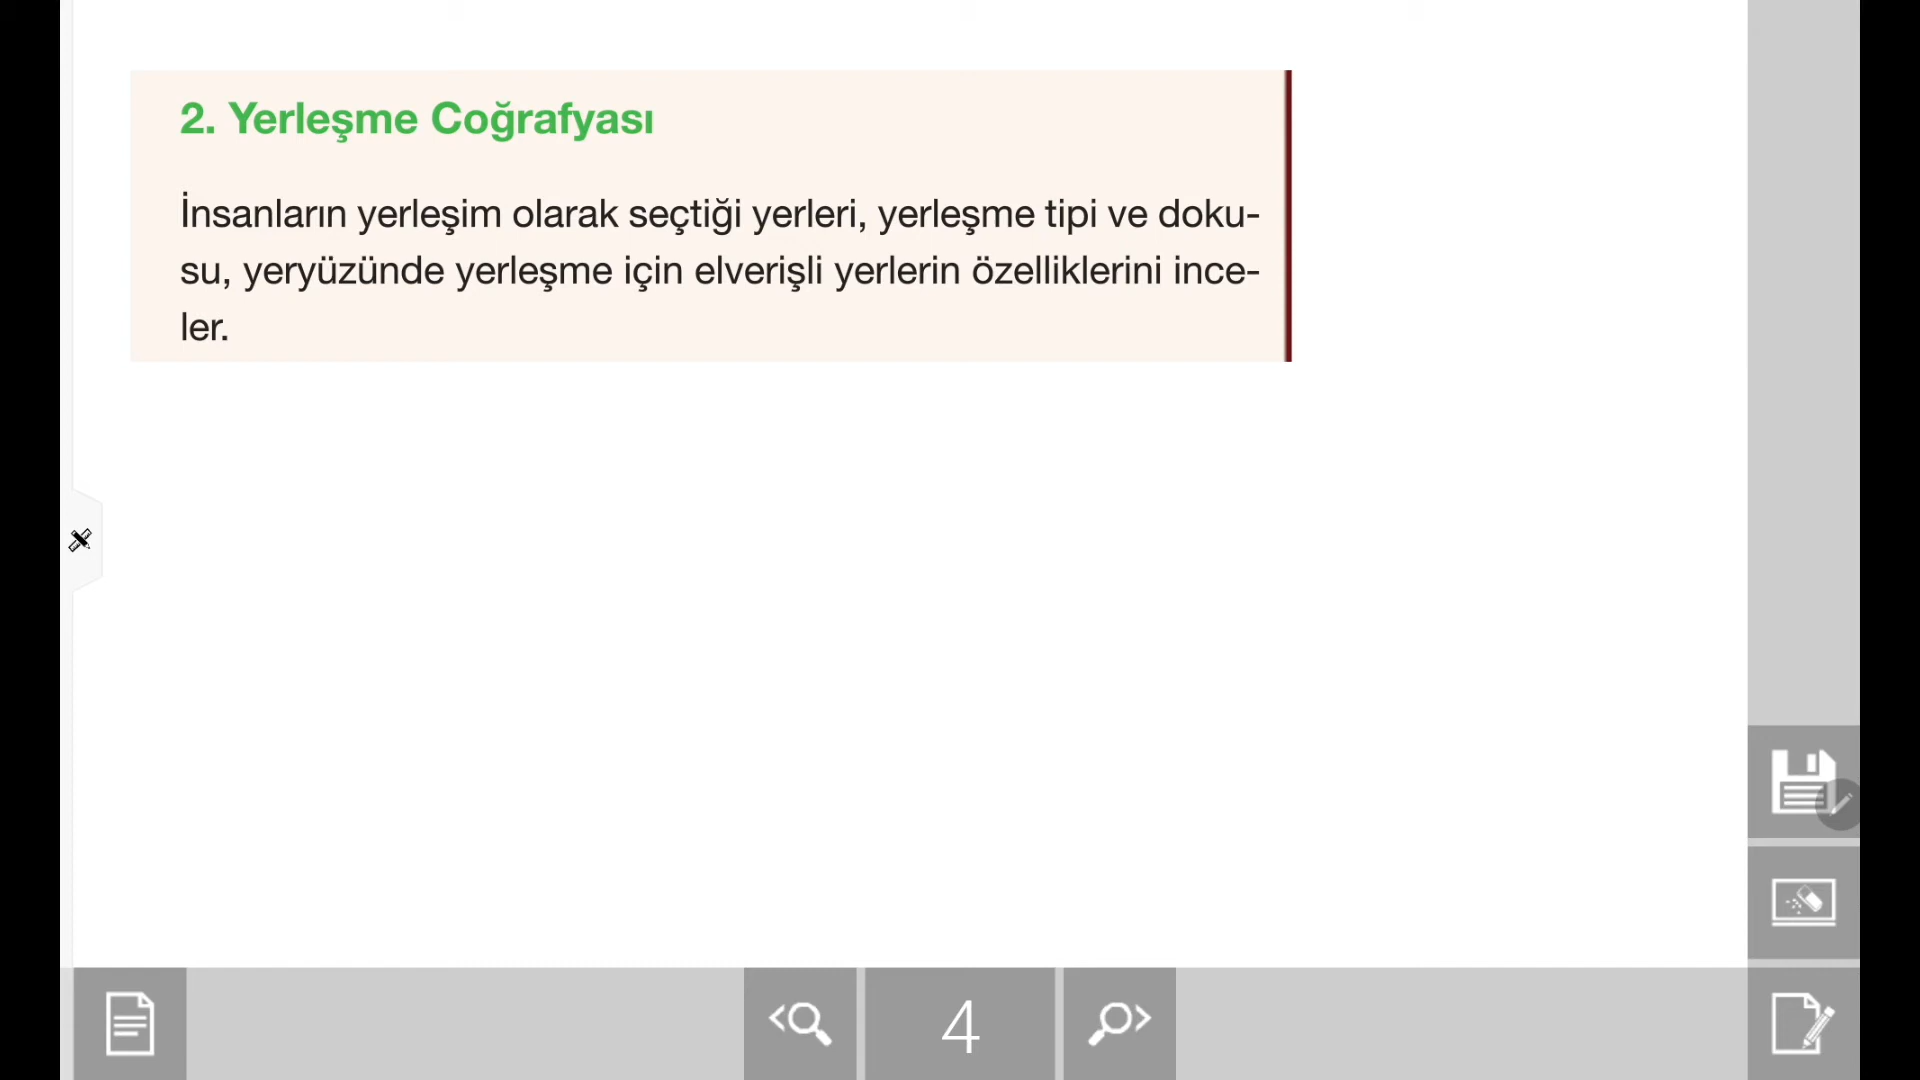 2. Yerleşme Coğrafyası
İnsanların yerleşim olarak seçtiği yerleri, yerleşme tipi ve doku-
su, yeryüzünde yerleşme için elverişli yerlerin özelliklerini ince-
ler.
4